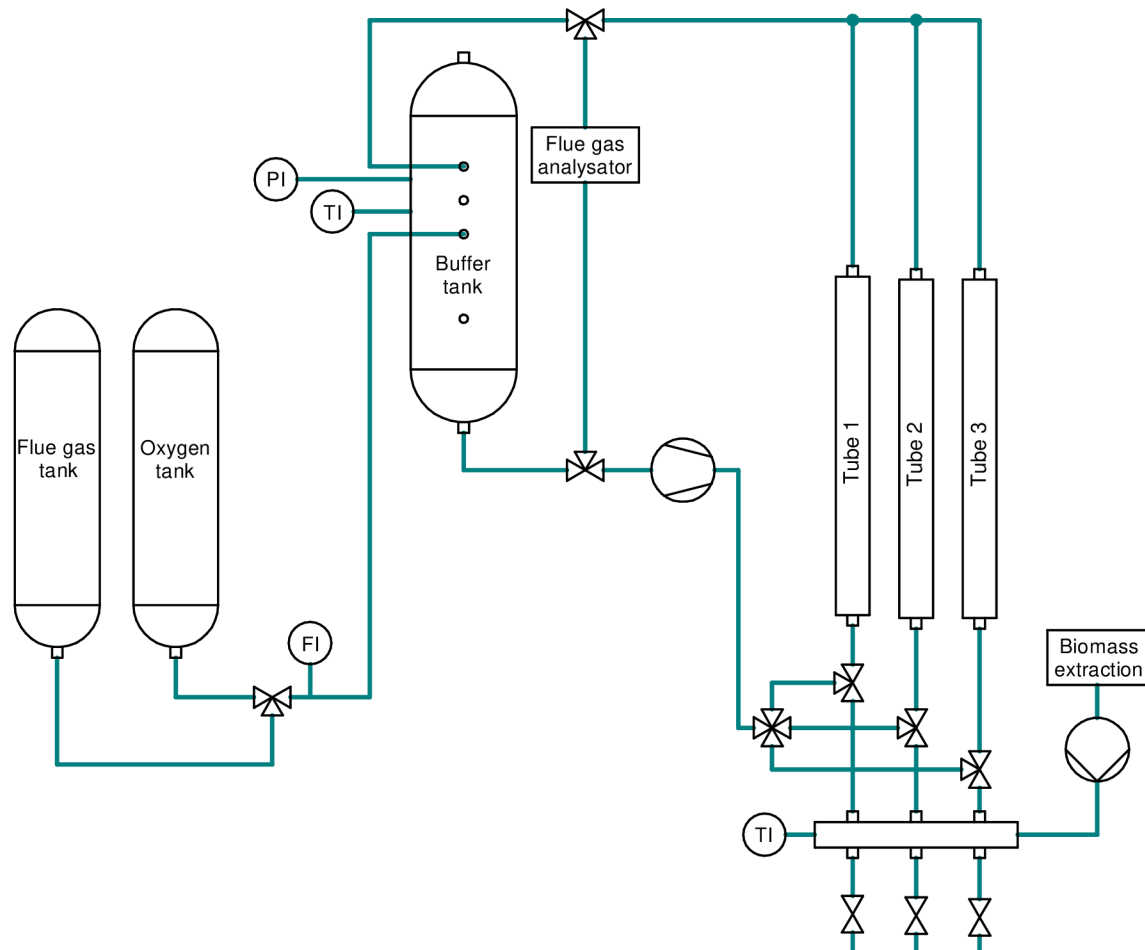 Flue gas
analysator
PI
TI
Buffer
tank
Flue gas
tank
Oxygen
tank
Tube 1
Tube 2
Tube 3
FI
Biomass
extraction
TI